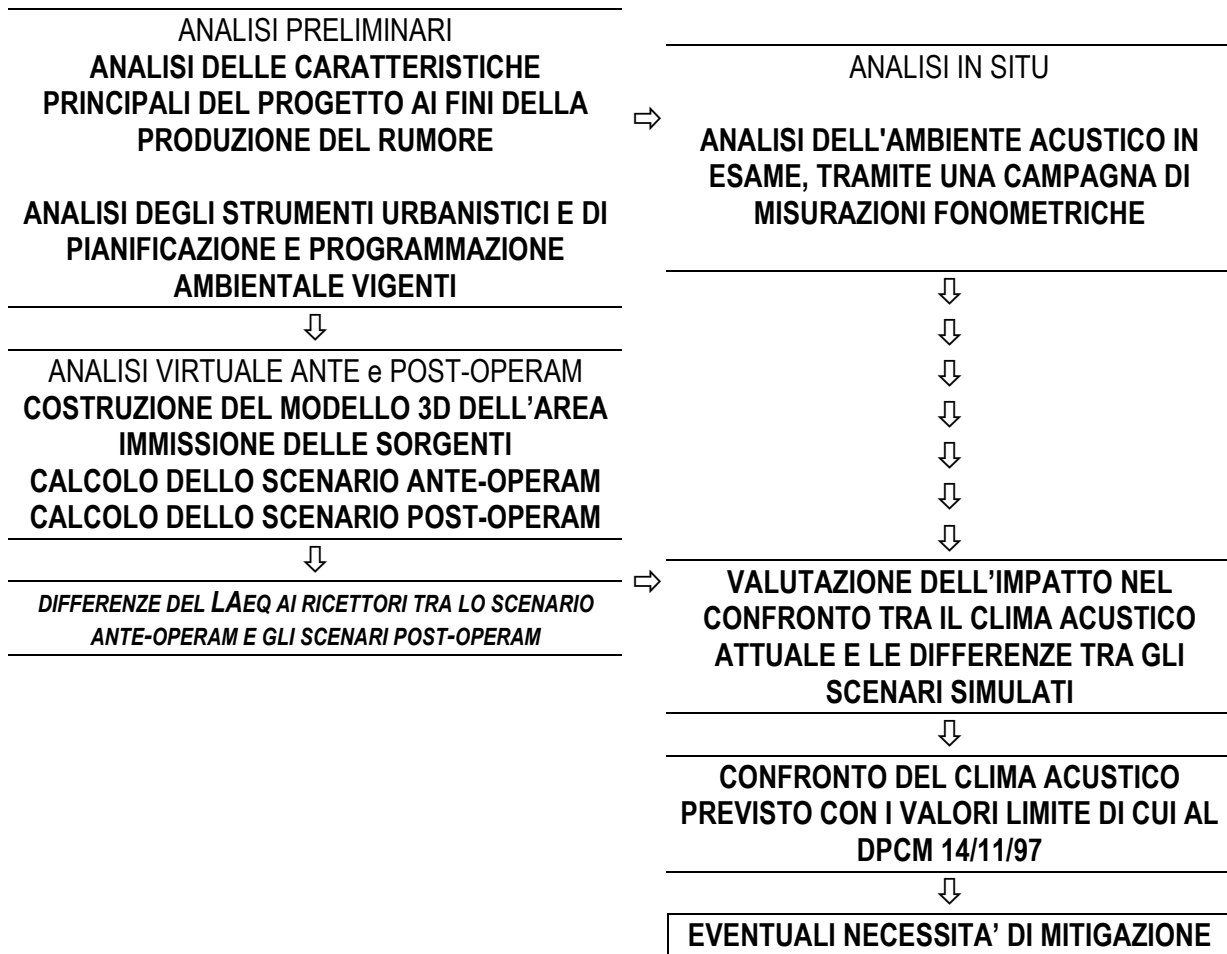 ANALISI PRELIMINARI
ANALISI DELLE CARATTERISTICHE
PRINCIPALI DEL PROGETTO AI FINI DELLA
PRODUZIONE DEL RUMORE
ANALISI DEGLI STRUMENTI URBANISTICI E DI
PIANIFICAZIONE E PROGRAMMAZIONE
AMBIENTALE VIGENTI
⇨
ANALISI IN SITU
ANALISI DELL'AMBIENTE ACUSTICO IN
ESAME, TRAMITE UNA CAMPAGNA DI
MISURAZIONI FONOMETRICHE
⇩
ANALISI VIRTUALE ANTE e POST-OPERAM
COSTRUZIONE DEL MODELLO 3D DELL’AREA
IMMISSIONE DELLE SORGENTI
CALCOLO DELLO SCENARIO ANTE-OPERAM
CALCOLO DELLO SCENARIO POST-OPERAM
⇩
DIFFERENZE DEL LAEQ AI RICETTORI TRA LO SCENARIO
ANTE-OPERAM E GLI SCENARI POST-OPERAM
⇨
⇩
⇩
⇩
⇩
⇩
⇩
⇩
VALUTAZIONE DELL’IMPATTO NEL
CONFRONTO TRA IL CLIMA ACUSTICO
ATTUALE E LE DIFFERENZE TRA GLI
SCENARI SIMULATI
⇩
CONFRONTO DEL CLIMA ACUSTICO
PREVISTO CON I VALORI LIMITE DI CUI AL
DPCM 14/11/97
⇩
EVENTUALI NECESSITA’ DI MITIGAZIONE